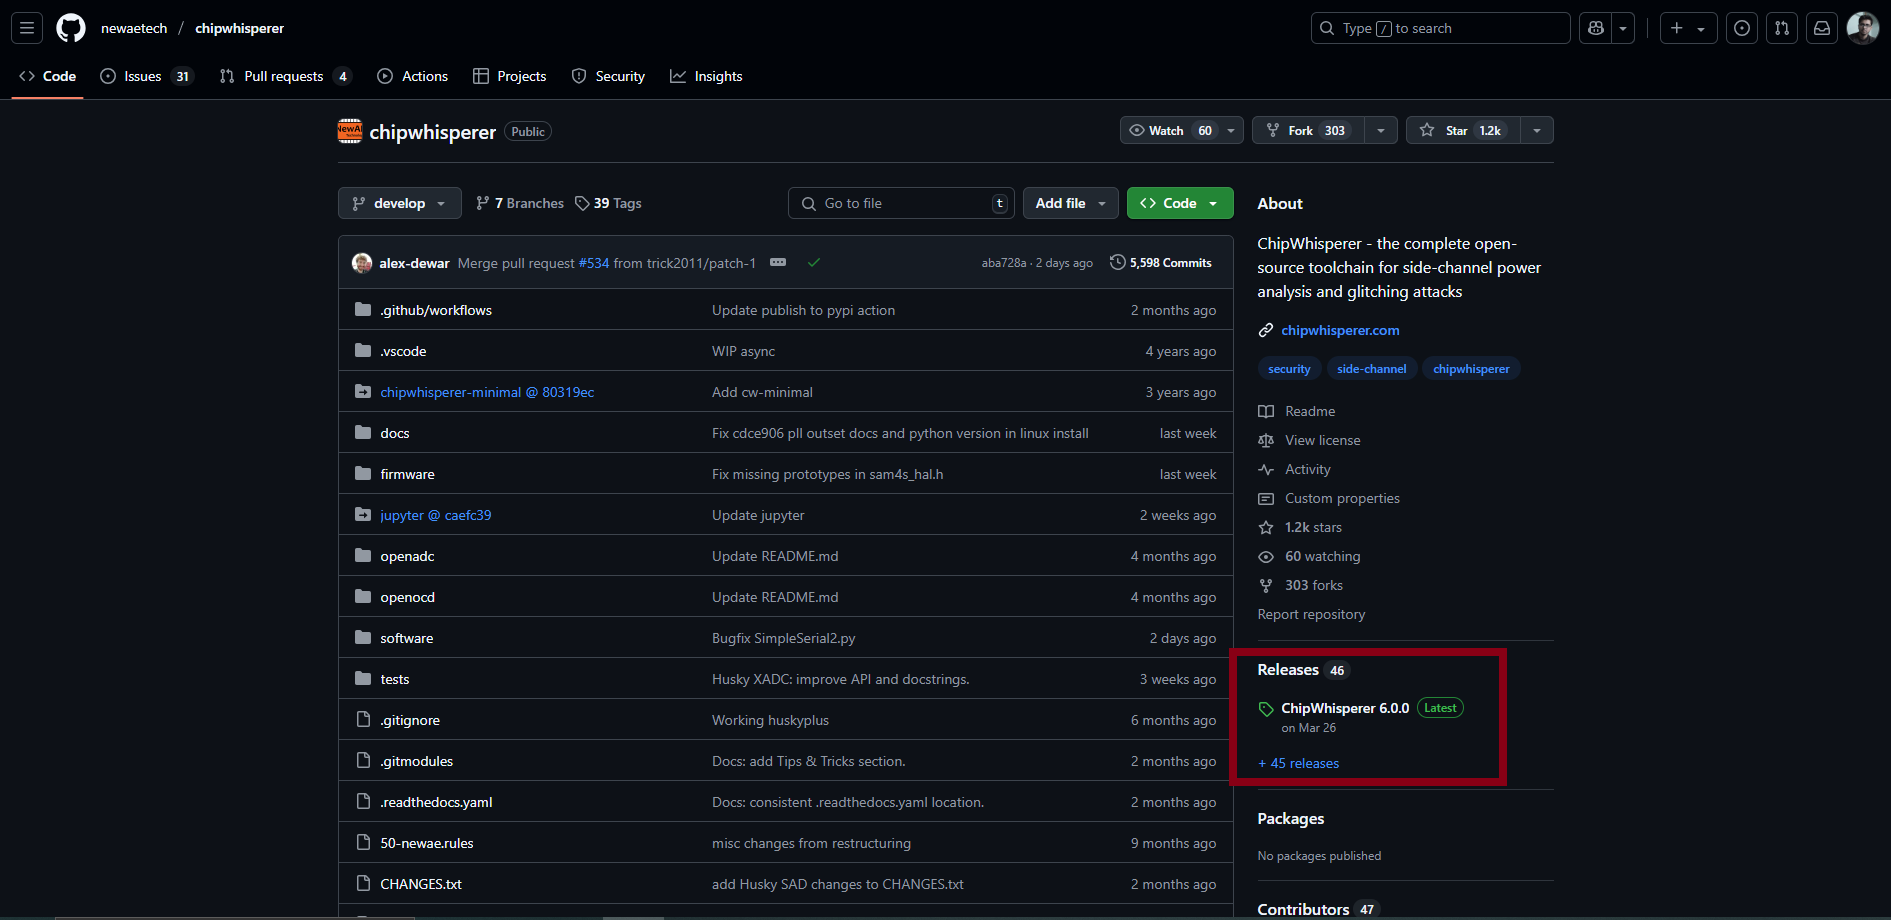 newaetech / chipwhisperer
Type / to search
Code
Issues 31
Pull requests 4
Actions
Projects
Security
Insights
chipwhisperer Public
Watch 60
Fork 303
Star 1.2k
develop
7 Branches
39 Tags
Go to file t
Add file
Code
alex-dewar Merge pull request #534 from trick2011/patch-1
aba728a · 2 days ago
5,598 Commits
.github/workflows Update publish to pypi action 2 months ago
.vscode WIP async 4 years ago
chipwhisperer-minimal @ 80319ec Add cw-minimal 3 years ago
docs Fix cdce906 pll outset docs and python version in linux install last week
firmware Fix missing prototypes in sam4s_hal.h last week
jupyter @ caefc39 Update jupyter 2 weeks ago
openadc Update README.md 4 months ago
openocd Update README.md 4 months ago
software Bugfix SimpleSerial2.py 2 days ago
tests Husky XADC: improve API and docstrings. 3 weeks ago
.gitignore Working huskyplus 6 months ago
.gitmodules Docs: add Tips & Tricks section. 2 months ago
.readthedocs.yaml Docs: consistent .readthedocs.yaml location. 2 months ago
50-newae.rules misc changes from restructuring 9 months ago
CHANGES.txt add Husky SAD changes to CHANGES.txt 2 months ago
About
ChipWhisperer - the complete open-
source toolchain for side-channel power
analysis and glitching attacks
chipwhisperer.com
security side-channel chipwhisperer
Readme
View license
Activity
Custom properties
1.2k stars
60 watching
303 forks
Report repository
Releases 46
ChipWhisperer 6.0.0 Latest
on Mar 26
+ 45 releases
Packages
No packages published
Contributors 47